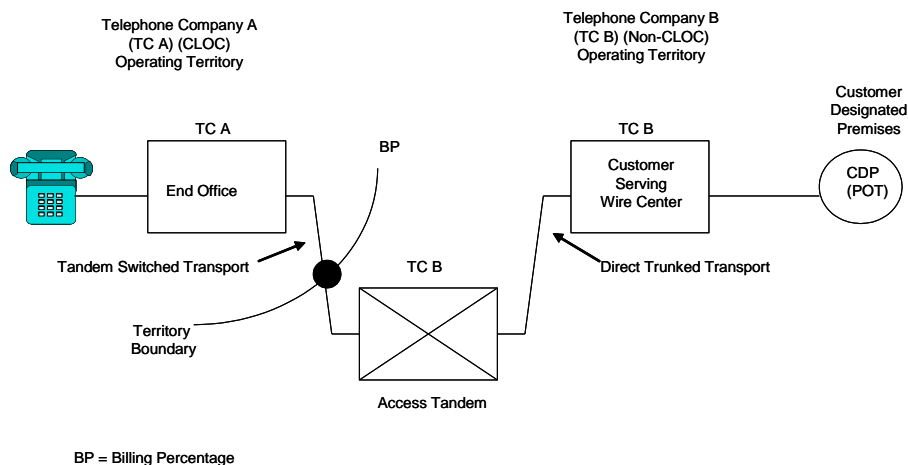 Telephone Company A
(TC A) (CLOC)
Operating Territory
Telephone Company B
(TC B) (Non-CLOC)
Operating Territory
Customer
Designated
Premises
TC A
BP
TC B
End Office
Customer
Serving
Wire Center
CDP
(POT)
Tandem Switched Transport
TC B
Direct Trunked Transport
Territory
Boundary
Access Tandem
BP = Billing Percentage